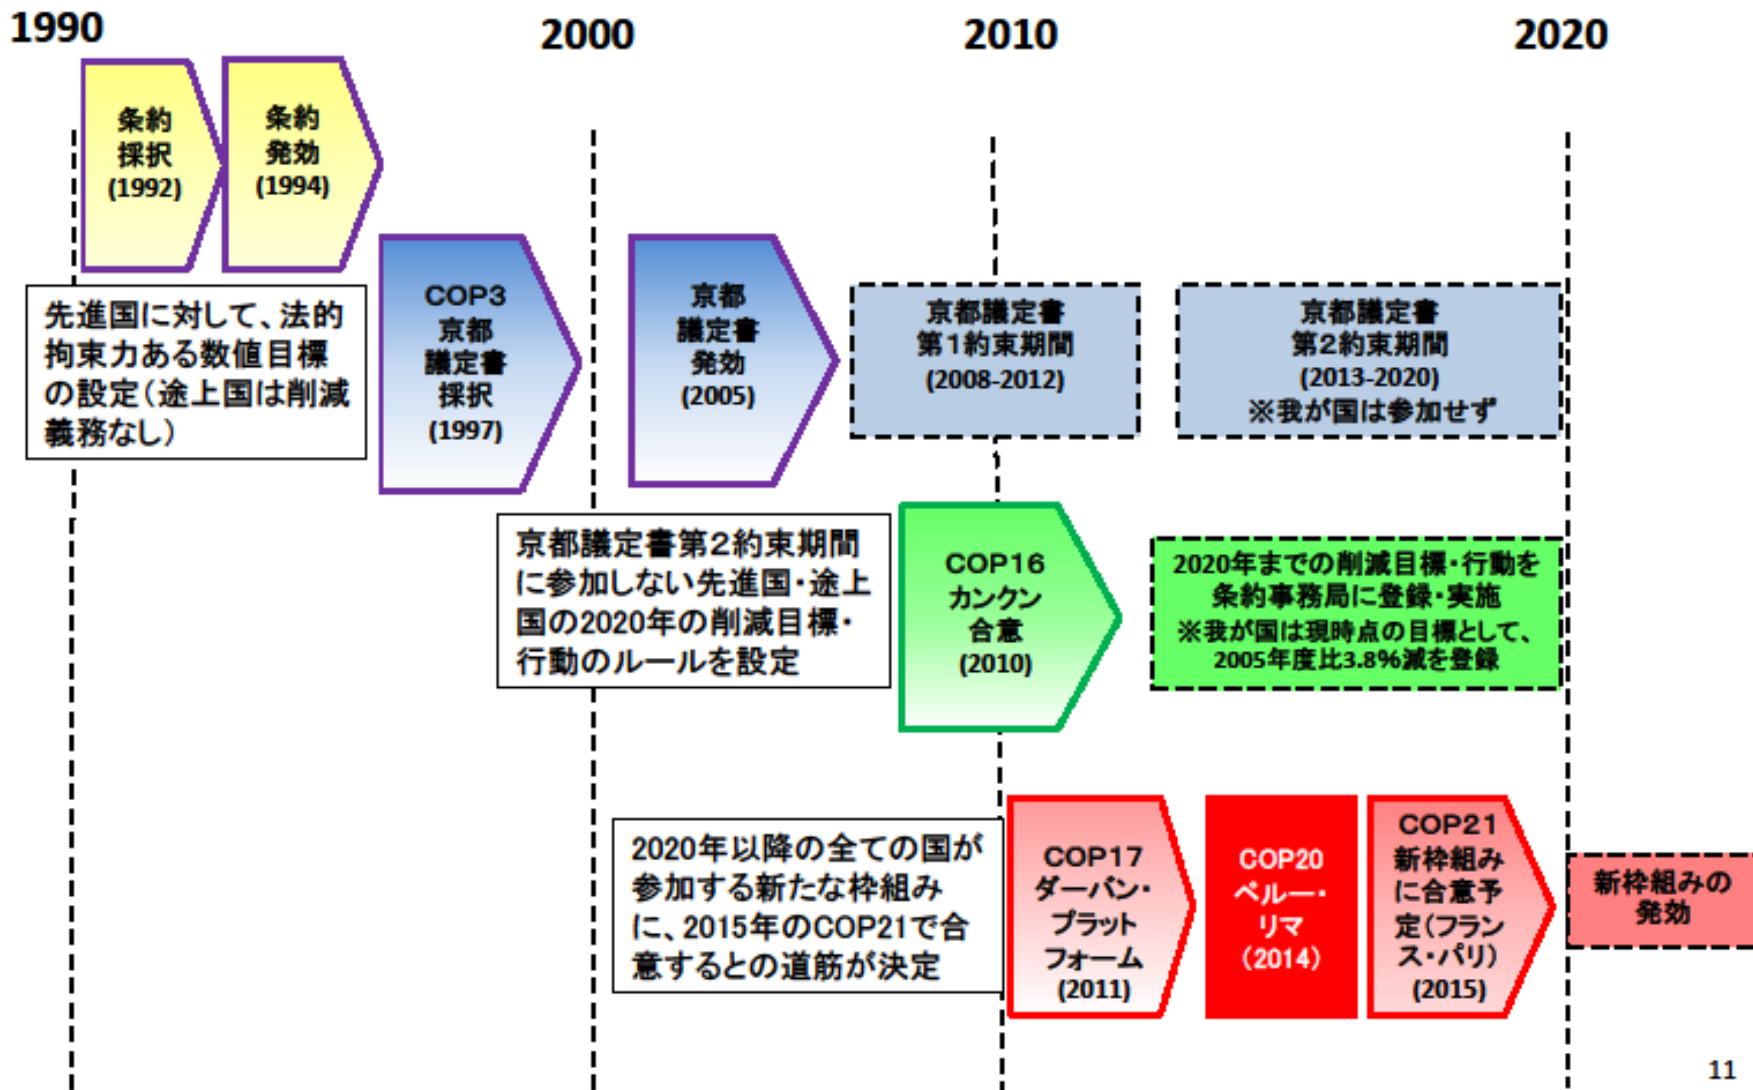 1990
2000
2010
2020
条約
採択
(1992)
条約
発効
(1994)
先進国に対して、法的
拘束力ある数値目標
の設定(途上国は削減
義務なし)
COP3
京都
議定書
採択
(1997)
京都
議定書
発効
(2005)
京都議定書
第1約束期間
(2008-2012)
京都議定書
第2約束期間
(2013-2020)
※我が国は参加せず
京都議定書第2約束期間
に参加しない先進国・途上
国の2020年の削減目標・
行動のルールを設定
COP16
カンクン
合意
(2010)
2020年までの削減目標・行動を
条約事務局に登録・実施
※我が国は現時点の目標として、
2005年度比3.8%減を登録
2020年以降の全ての国が
参加する新たな枠組み
に、2015年のCOP21で合
意するとの道筋が決定
COP17
ダーバン・
プラット
フォーム
(2011)
COP20
ペルー・
リマ
(2014)
COP21
新枠組み
に合意予
定(フラン
ス・パリ)
(2015)
新枠組みの
発効
11